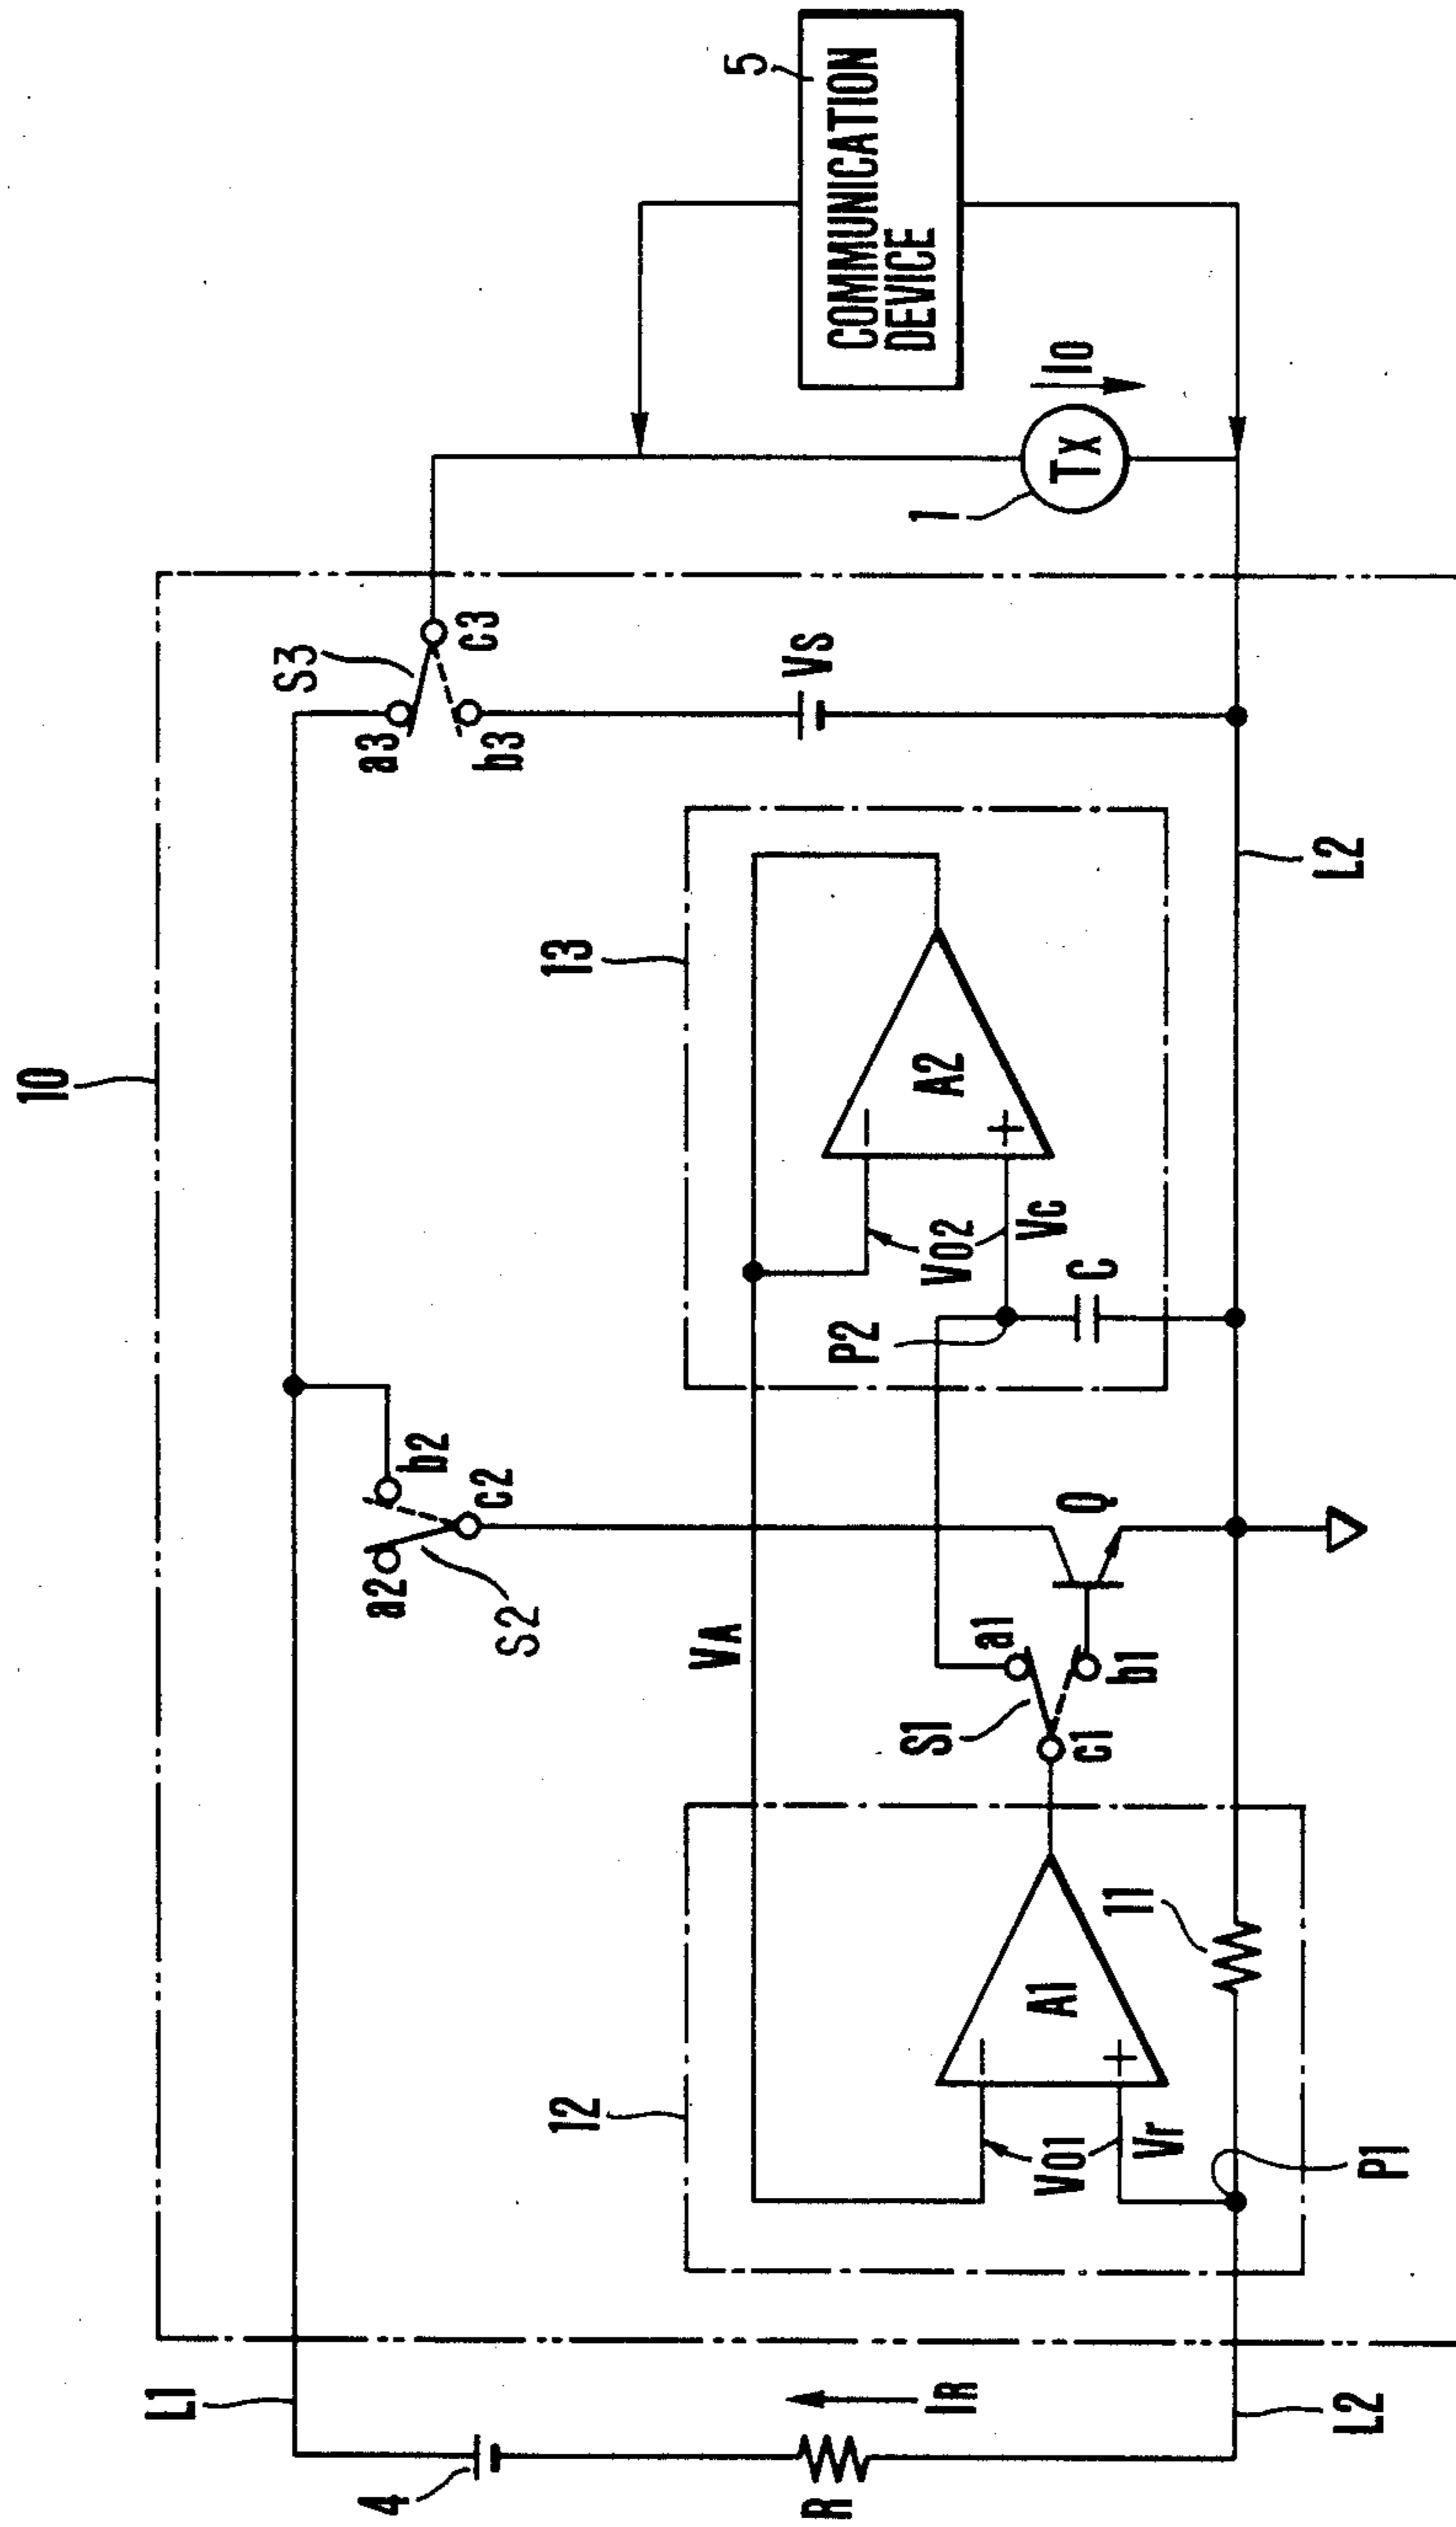 10
L1
4
R
IR
L2
12
A1
−
+
Vo1
Vr
11
P1
VA
S1
a1
b1
c1
Q
a2
b2
c2
S2
13
A2
−
+
Vo2
Vc
P2
C
L2
S3
a3
b3
c3
Vs
1
Tx
Io
5
COMMUNICATION
DEVICE